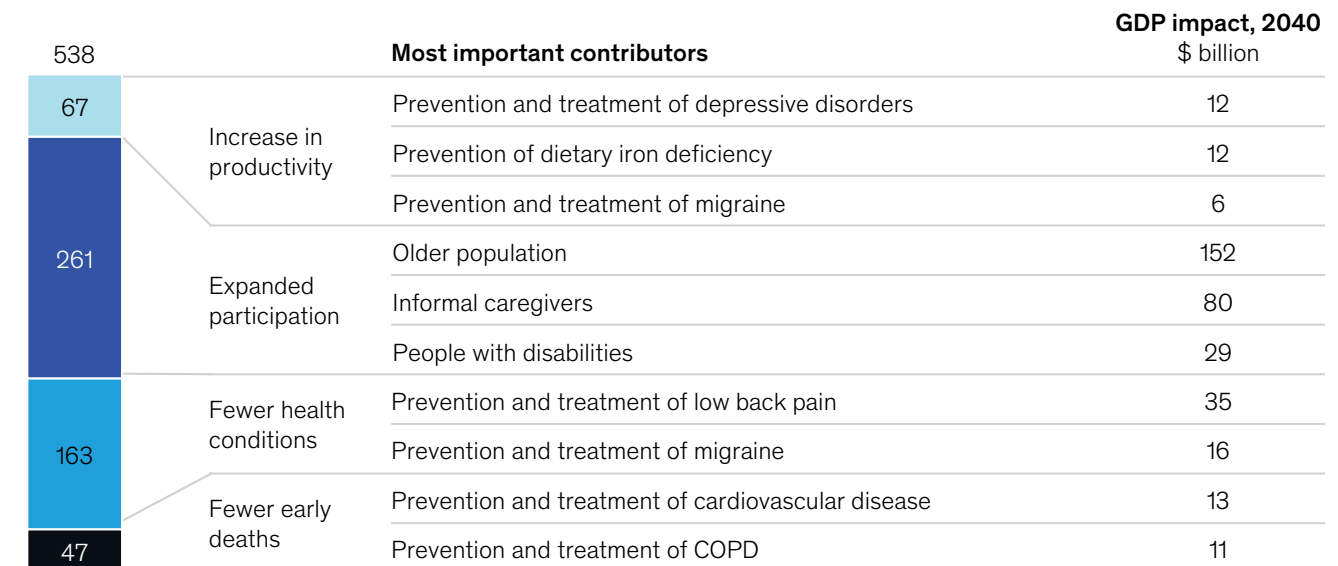 GDP impact, 2040
538 Most important contributors $ billion
67 Increase in productivity Prevention and treatment of depressive disorders 12
Prevention of dietary iron deficiency 12
Prevention and treatment of migraine 6
261 Expanded participation Older population 152
Informal caregivers 80
People with disabilities 29
163 Fewer health conditions Prevention and treatment of low back pain 35
Prevention and treatment of migraine 16
47 Fewer early deaths Prevention and treatment of cardiovascular disease 13
Prevention and treatment of COPD 11